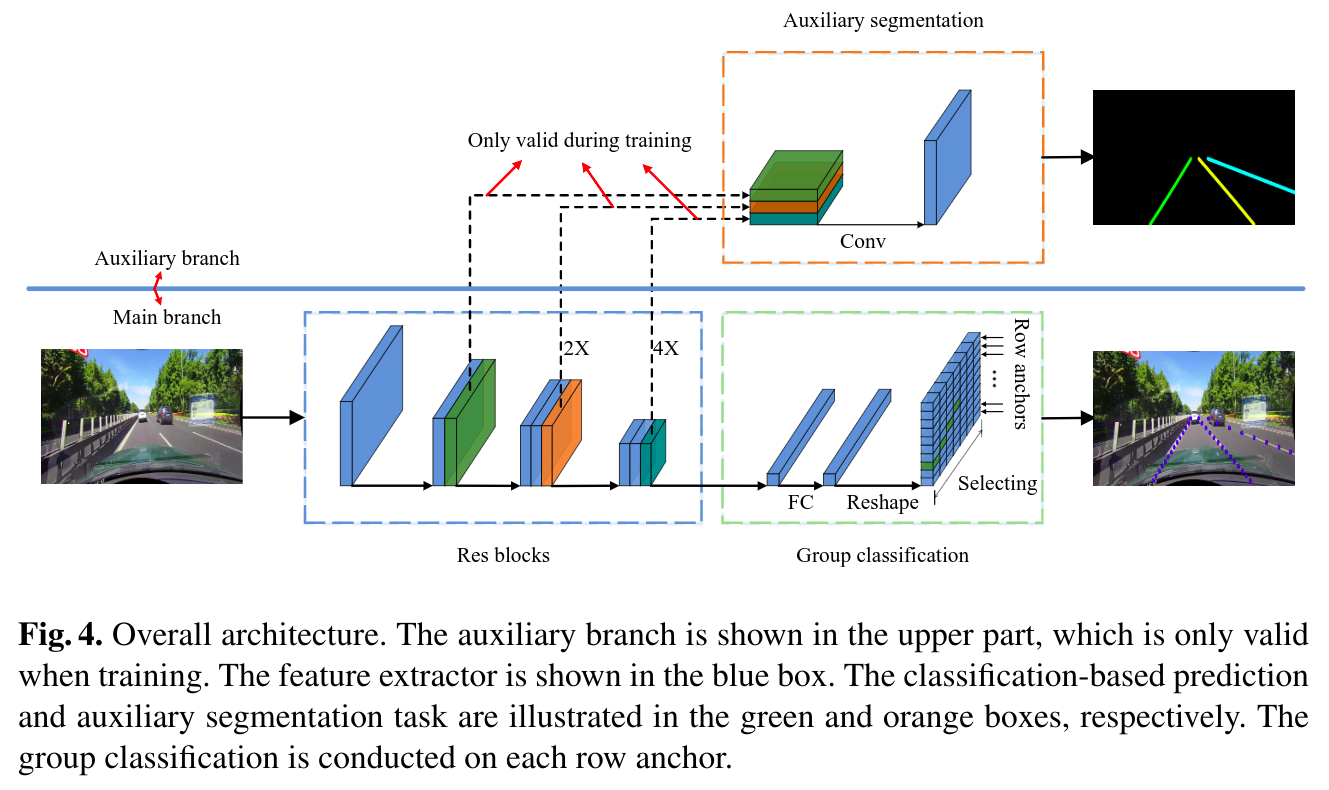 Auxiliary segmentation
Only valid during training
Conv
Auxiliary branch
Main branch
2X
4X
Row anchors
Selecting
FC
Reshape
Res blocks
Group classification
Fig. 4. Overall architecture. The auxiliary branch is shown in the upper part, which is only valid
when training. The feature extractor is shown in the blue box. The classification-based prediction
and auxiliary segmentation task are illustrated in the green and orange boxes, respectively. The
group classification is conducted on each row anchor.